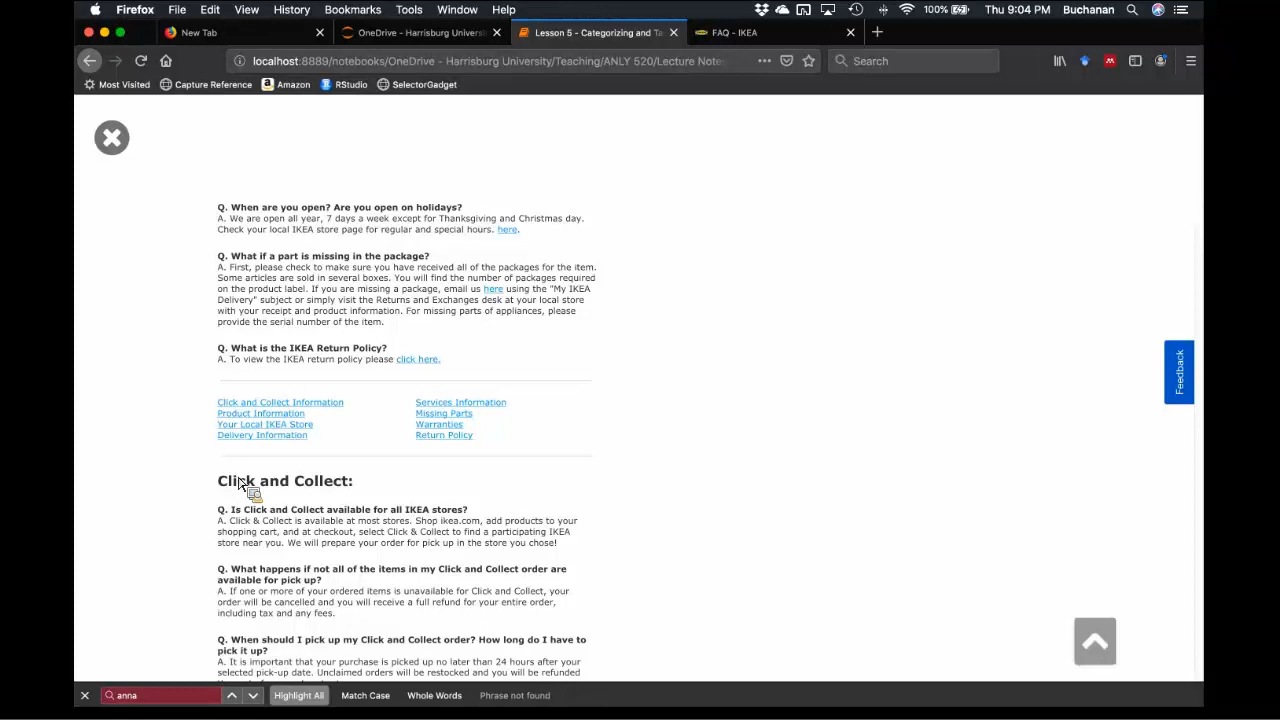 Firefox File Edit View History Bookmarks Tools Window Help 100% Thu 9:04 PM Buchanan
New Tab OneDrive - Harrisburg Univers Lesson 5 - Categorizing and Ta FAQ - IKEA
localhost:8889/notebooks/OneDrive - Harrisburg University/Teaching/ANLY 520/Lecture Note Search
Most Visited Capture Reference Amazon RStudio SelectorGadget
Q. When are you open? Are you open on holidays?
A. We are open all year, 7 days a week except for Thanksgiving and Christmas day.
Check your local IKEA store page for regular and special hours. here.
Q. What if a part is missing in the package?
A. First, please check to make sure you have received all of the packages for the item.
Some articles are sold in several boxes. You will find the number of packages required
on the product label. If you are missing a package, email us here using the "My IKEA
Delivery" subject or simply visit the Returns and Exchanges desk at your local store
with your receipt and product information. For missing parts of appliances, please
provide the serial number of the item.
Q. What is the IKEA Return Policy?
A. To view the IKEA return policy please click here.
Feedback
Click and Collect Information Services Information
Product Information Missing Parts
Your Local IKEA Store Warranties
Delivery Information Return Policy
Click and Collect:
Q. Is Click and Collect available for all IKEA stores?
A. Click & Collect is available at most stores. Shop ikea.com, add products to your
shopping cart, and at checkout, select Click & Collect to find a participating IKEA
store near you. We will prepare your order for pick up in the store you chose!
Q. What happens if not all of the items in my Click and Collect order are
available for pick up?
A. If one or more of your ordered items is unavailable for Click and Collect, your
order will be cancelled and you will receive a full refund for your entire order,
including tax and any fees.
Q. When should I pick up my Click and Collect order? How long do I have to
pick it up?
A. It is important that your purchase is picked up no later than 24 hours after your
selected pick-up date. Unclaimed orders will be restocked and you will be refunded
anna Highlight All Match Case Whole Words Phrase not found